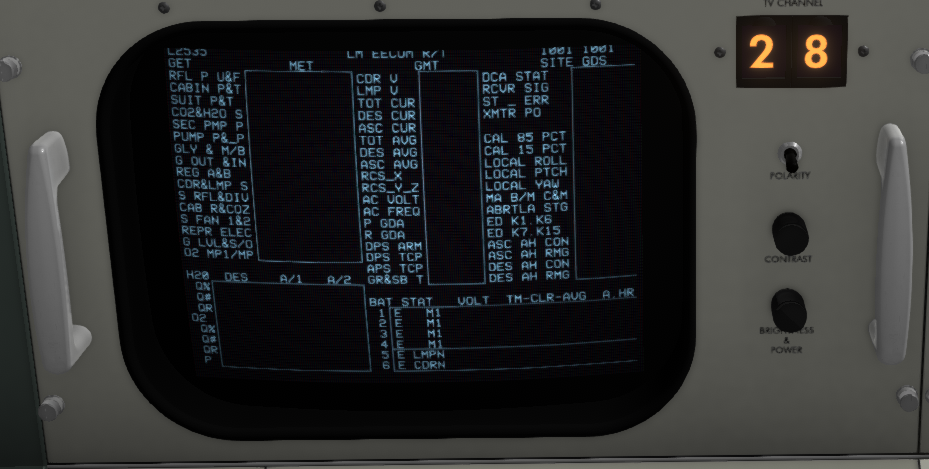 TV CHANNEL
28
L2535 LM EECOM R/T 1001 1001
GET MET GMT SITE GDS
RFL P U&F CDR V DCA STAT
CABIN P&T LMP V RCVR SIG
SUIT P&T TOT CUR ST _ ERR
CO2&H2O S DES CUR XMTR PO
SEC PMP P ASC CUR
PUMP P&_P TOT AVG CAL 85 PCT
GLY & M/B DES AVG CAL 15 PCT
G OUT &IN ASC AVG LOCAL ROLL
REG A&B RCS_X LOCAL PTCH
CDR&LMP S RCS_Y_Z LOCAL YAW
S RFL&DIV AC VOLT MA B/M C&M
CAB R&CO2 AC FREQ ABRTLA STG
S FAN 1&2 P GDA ED K1.K6
REPR ELEC R GDA ED K7.K15
G LVL&S/O DPS ARM ASC AH CON
O2 MP1/MP DPS TCP ASC AH RMG
APS TCP DES AH CON
H2O DES A/1 A/2 GR&SB T DES AH RMG
Q%
Q#
QR
O2
Q%
Q#
QR
P
BAT STAT VOLT TM-CLR-AVG A.HR
1 E M1
2 E M1
3 E M1
4 E M1
5 E LMPN
6 E CDRN
POLARITY
CONTRAST
BRIGHTNESS
&
POWER